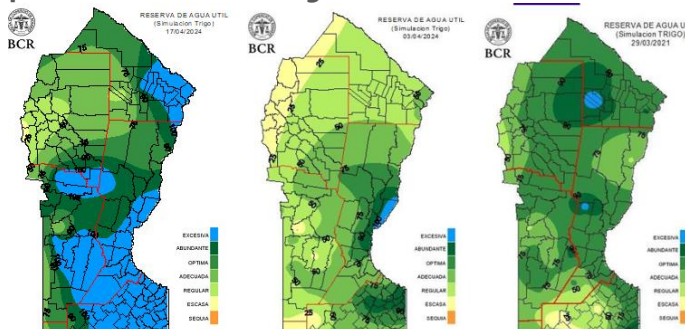 BCR
RESERVA DE AGUA UTIL
(Simulacion Trigo)
17/04/2024
EXCESIVA
ABUNDANTE
OPTIMA
ADECUADA
REGULAR
ESCASA
SEQUIA
BCR
RESERVA DE AGUA UTIL
(Simulacion Trigo)
03/04/2024
EXCESIVA
ABUNDANTE
OPTIMA
ADECUADA
REGULAR
ESCASA
SEQUIA
BCR
RESERVA DE AGUA U
(Simulacion TRIGO)
29/03/2021
EXCESIVA
ABUNDANTE
OPTIMA
ADECUADA
REGULAR
ESCASA
SEQUIA